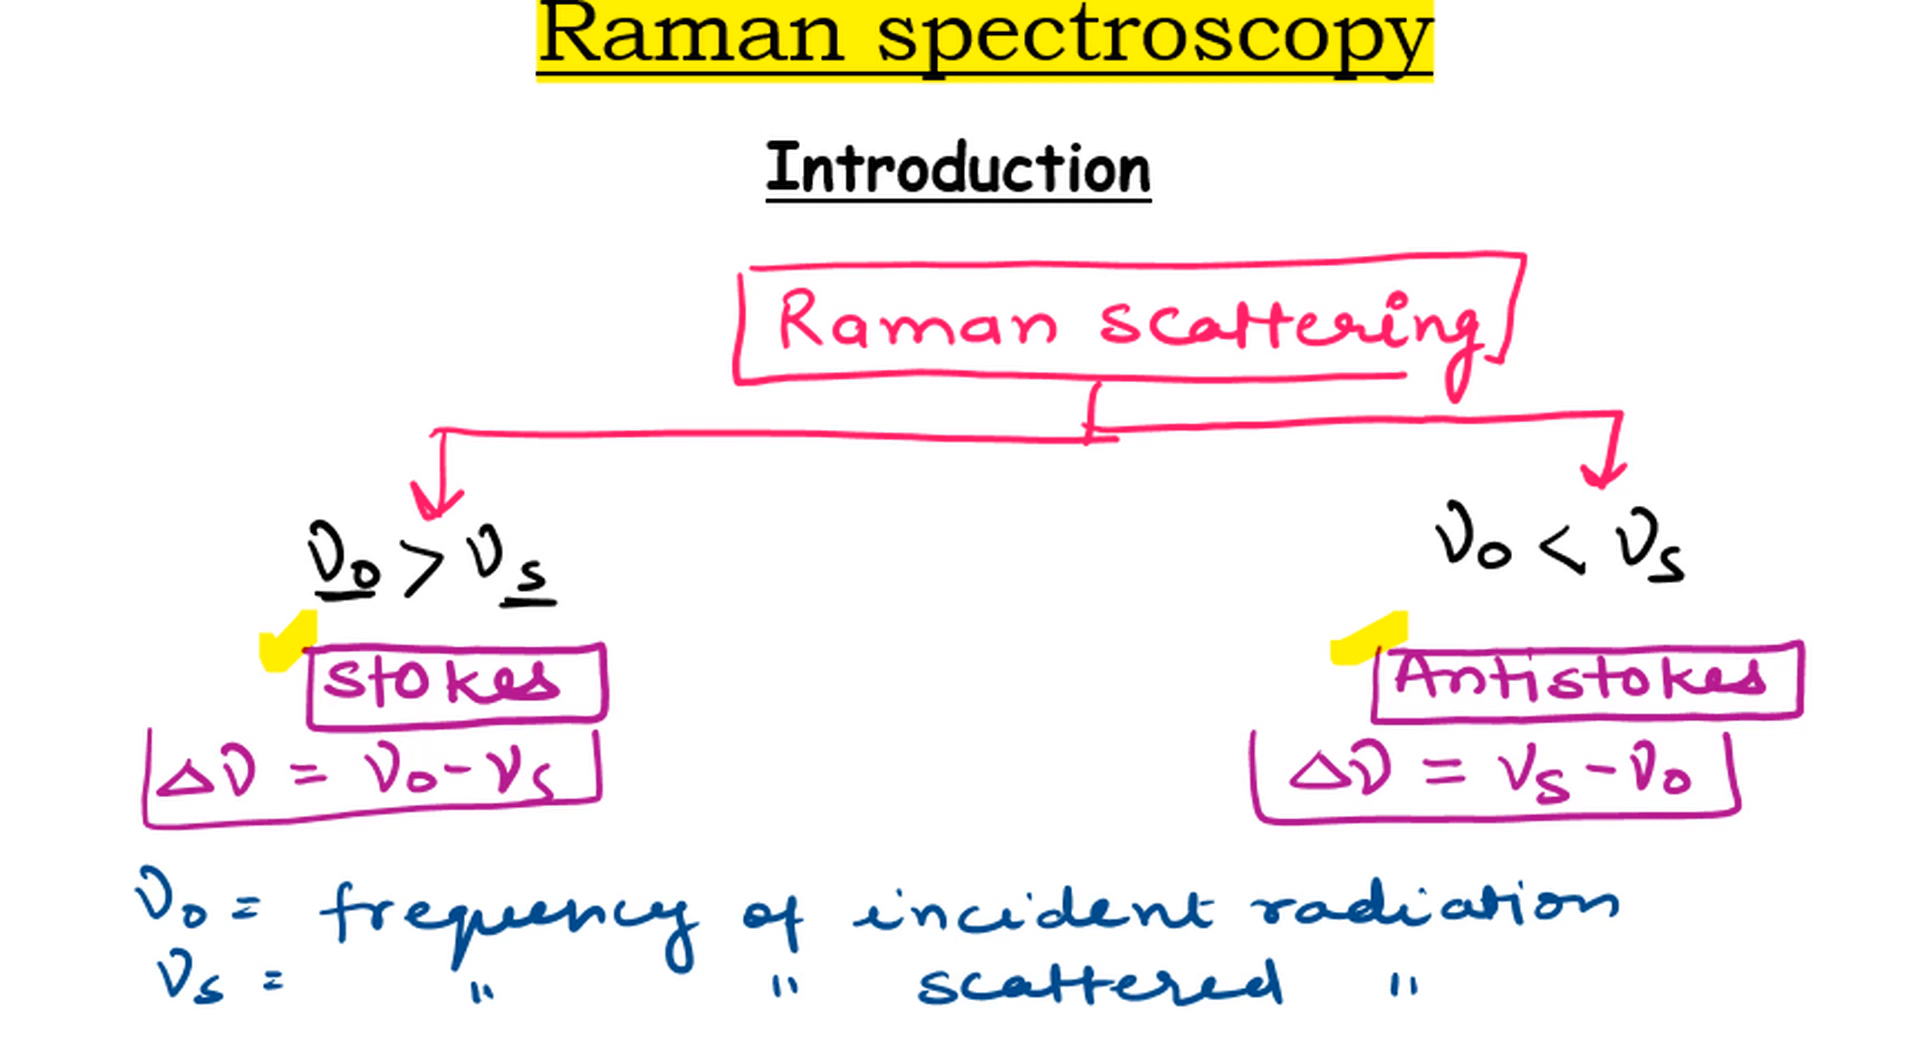 Raman spectroscopy
Introduction
Raman scattering
ν₀ > νs
ν₀ < νs
Stokes
Antistokes
Δν = ν₀ - νs
Δν = νs - ν₀
ν₀ = frequency of incident radiation
νs = " " scattered "